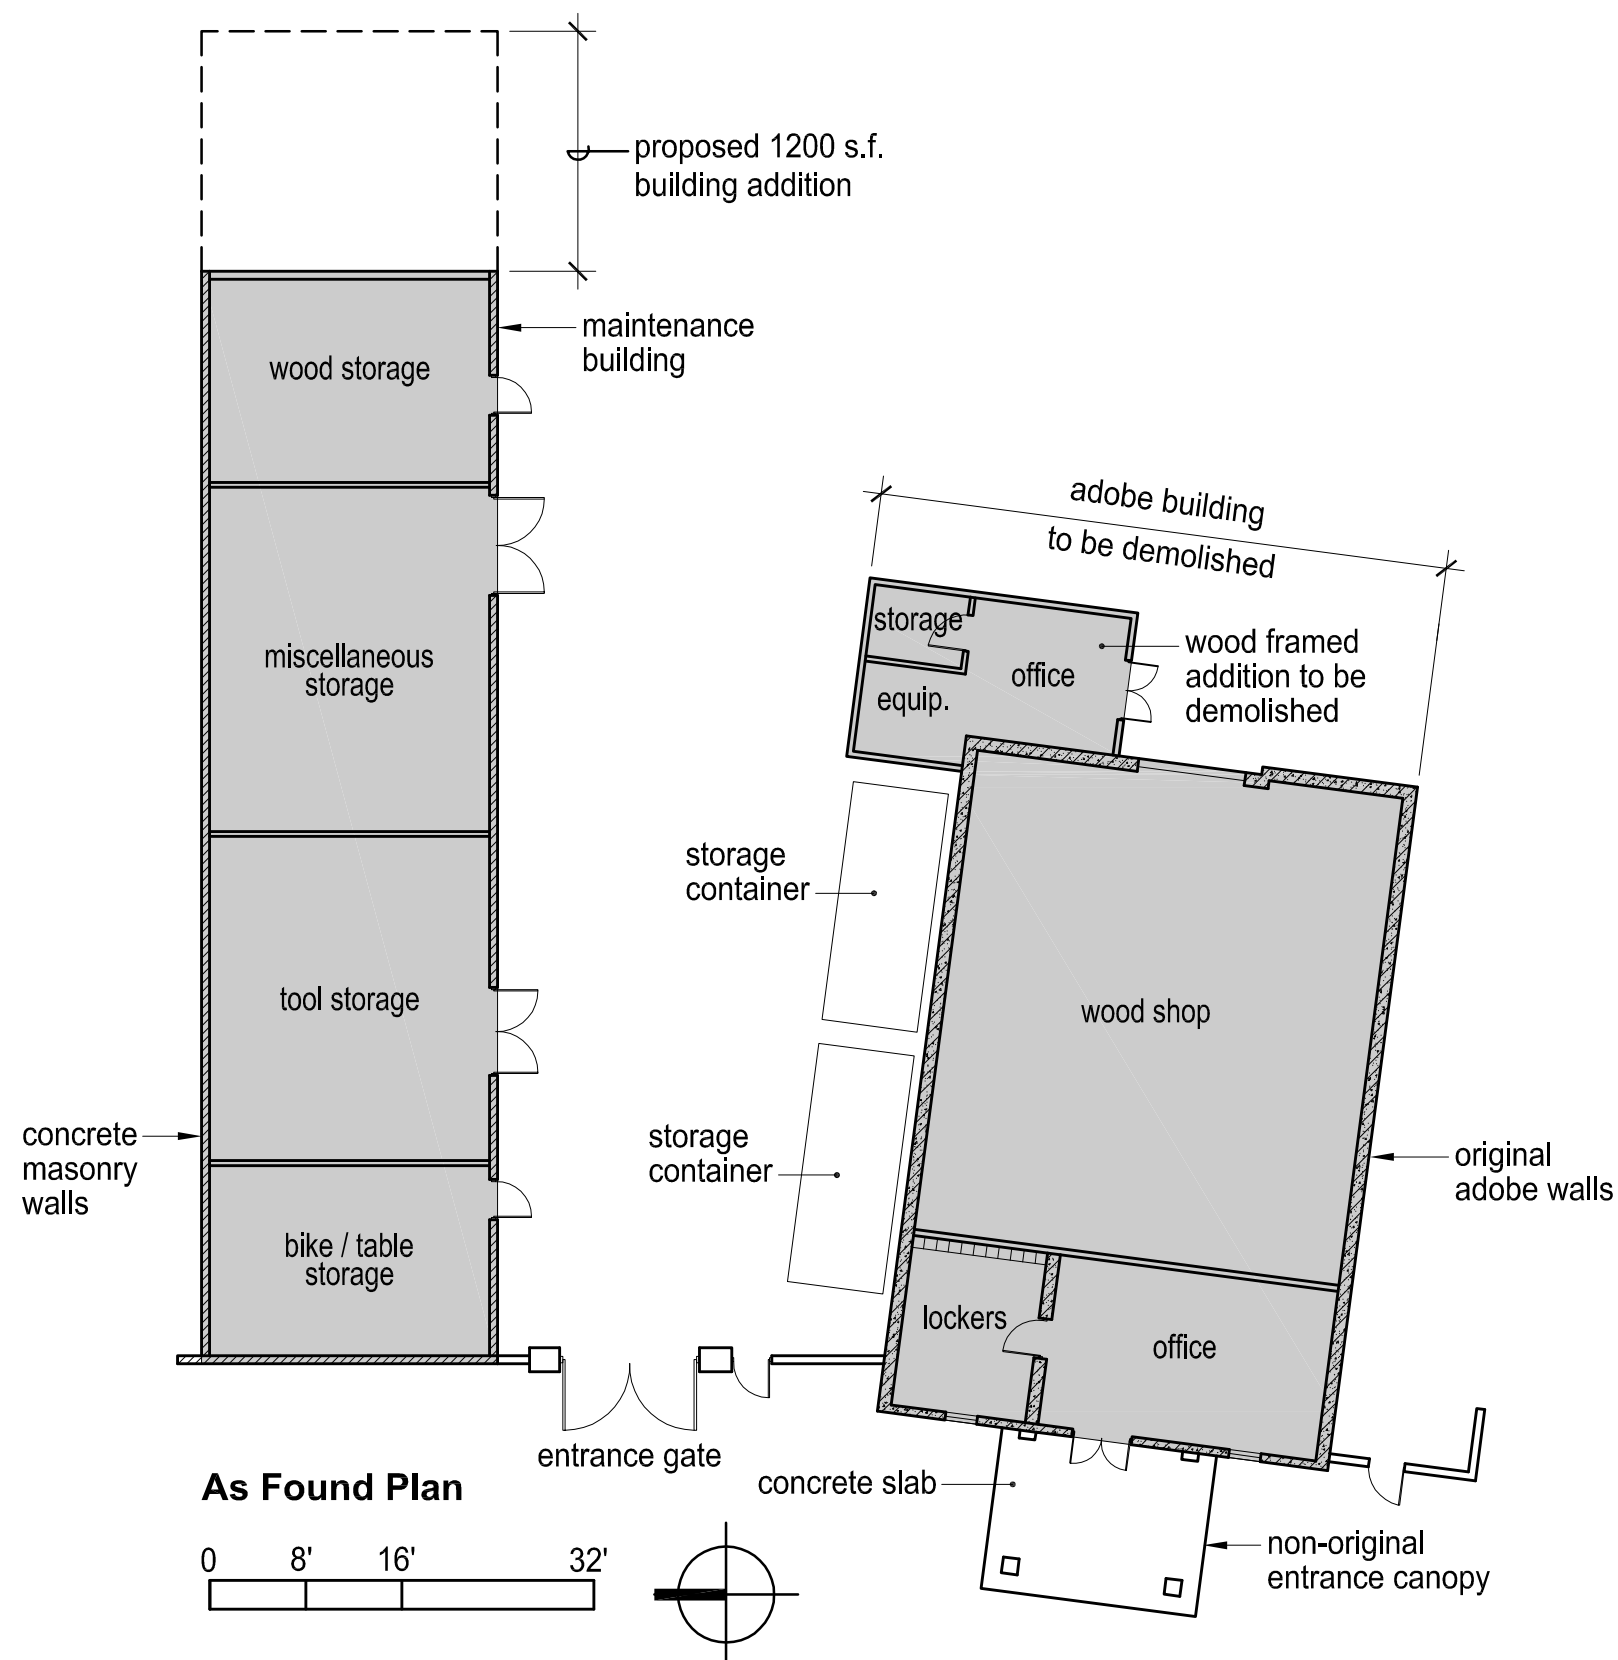 proposed 1200 s.f.
building addition
maintenance
building
wood storage
adobe building
to be demolished
storage
office
equip.
wood framed
addition to be
demolished
miscellaneous
storage
storage
container
tool storage
wood shop
concrete
masonry
walls
storage
container
original
adobe walls
bike / table
storage
lockers
office
entrance gate
As Found Plan
concrete slab
non-original
entrance canopy
0 8' 16' 32'